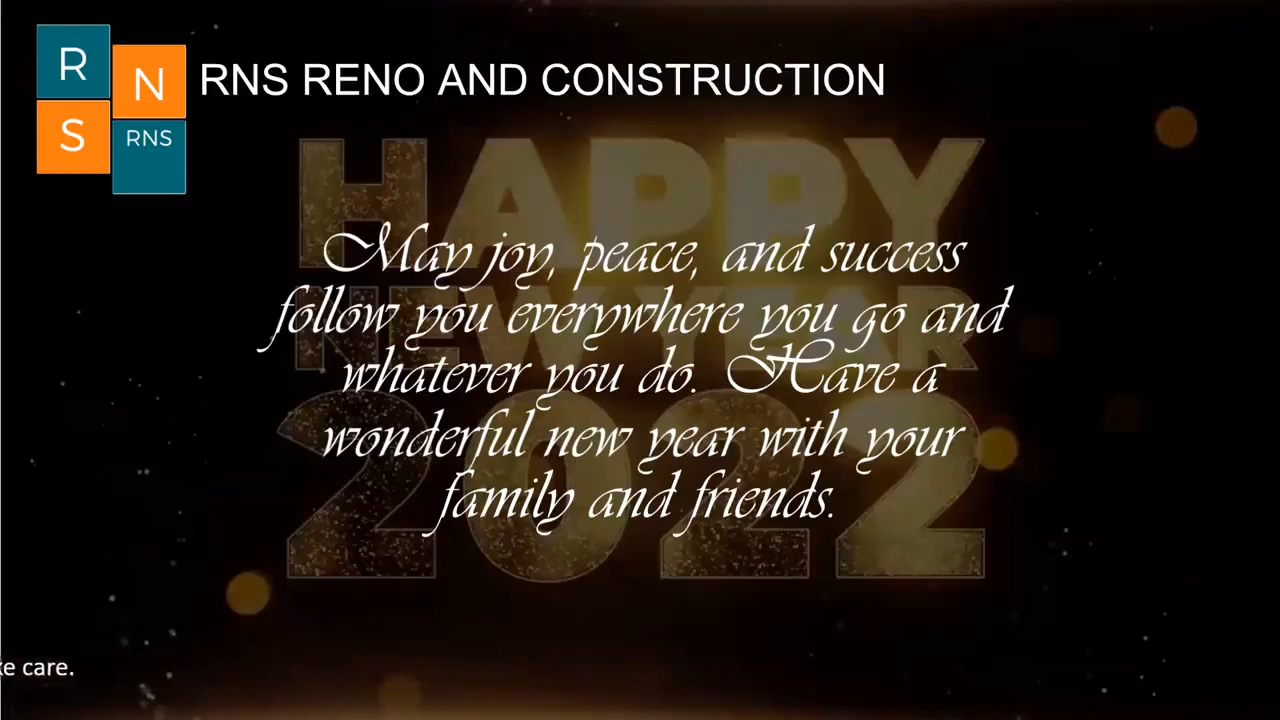 R
N
S
RNS
RNS RENO AND CONSTRUCTION
HAPPY
NEW YEAR
2022
May joy, peace, and success
follow you everywhere you go and
whatever you do. Have a
wonderful new year with your
family and friends.
care.